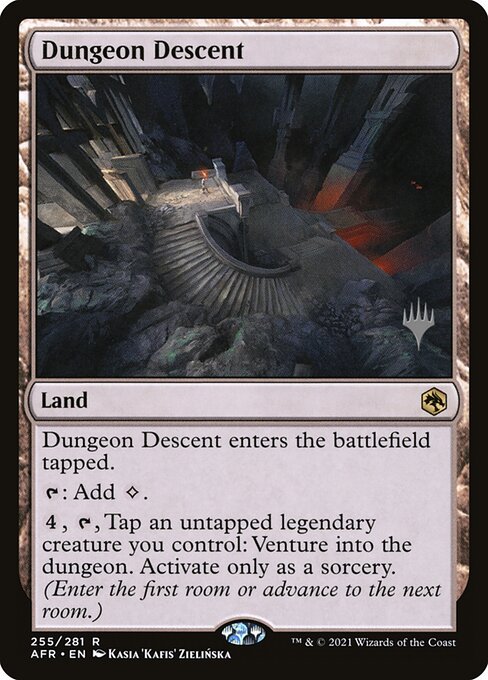 Dungeon Descent
Land
Dungeon Descent enters the battlefield
tapped.
: Add .
4 , , Tap an untapped legendary
creature you control: Venture into the
dungeon. Activate only as a sorcery.
(Enter the first room or advance to the next
room.)
255/281 R
AFR • EN Kasia 'Kafis' Zielińska
™ & © 2021 Wizards of the Coast